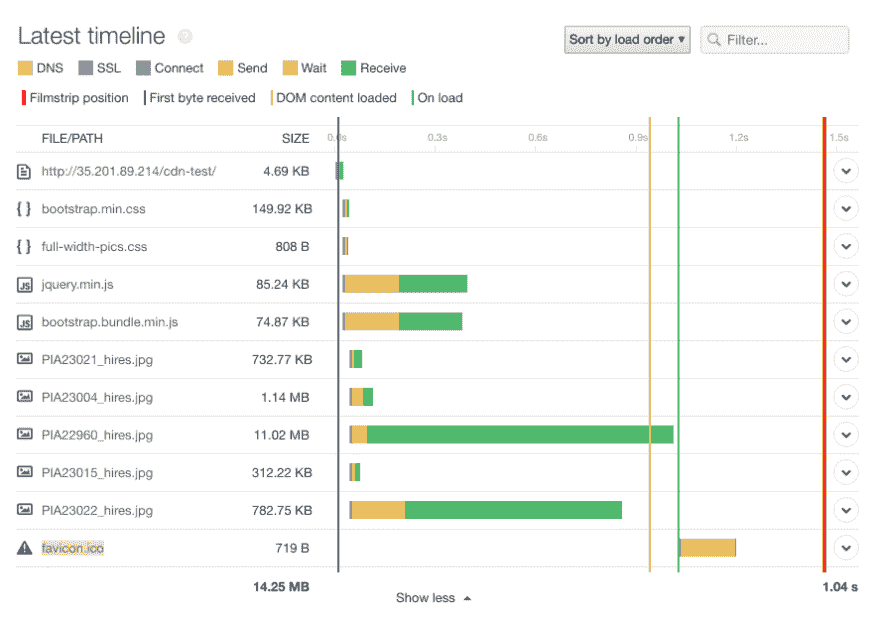 Latest timeline ?
Sort by load order ▾ Filter...
DNS SSL Connect Send Wait Receive
Filmstrip position First byte received DOM content loaded On load
FILE/PATH SIZE 0.0s 0.3s 0.6s 0.9s 1.2s 1.5s
http://35.201.89.214/cdn-test/ 4.69 KB
{ } bootstrap.min.css 149.92 KB
{ } full-width-pics.css 808 B
JS jquery.min.js 85.24 KB
JS bootstrap.bundle.min.js 74.87 KB
PIA23021_hires.jpg 732.77 KB
PIA23004_hires.jpg 1.14 MB
PIA22960_hires.jpg 11.02 MB
PIA23015_hires.jpg 312.22 KB
PIA23022_hires.jpg 782.75 KB
favicon.ico 719 B
14.25 MB 1.04 s
Show less